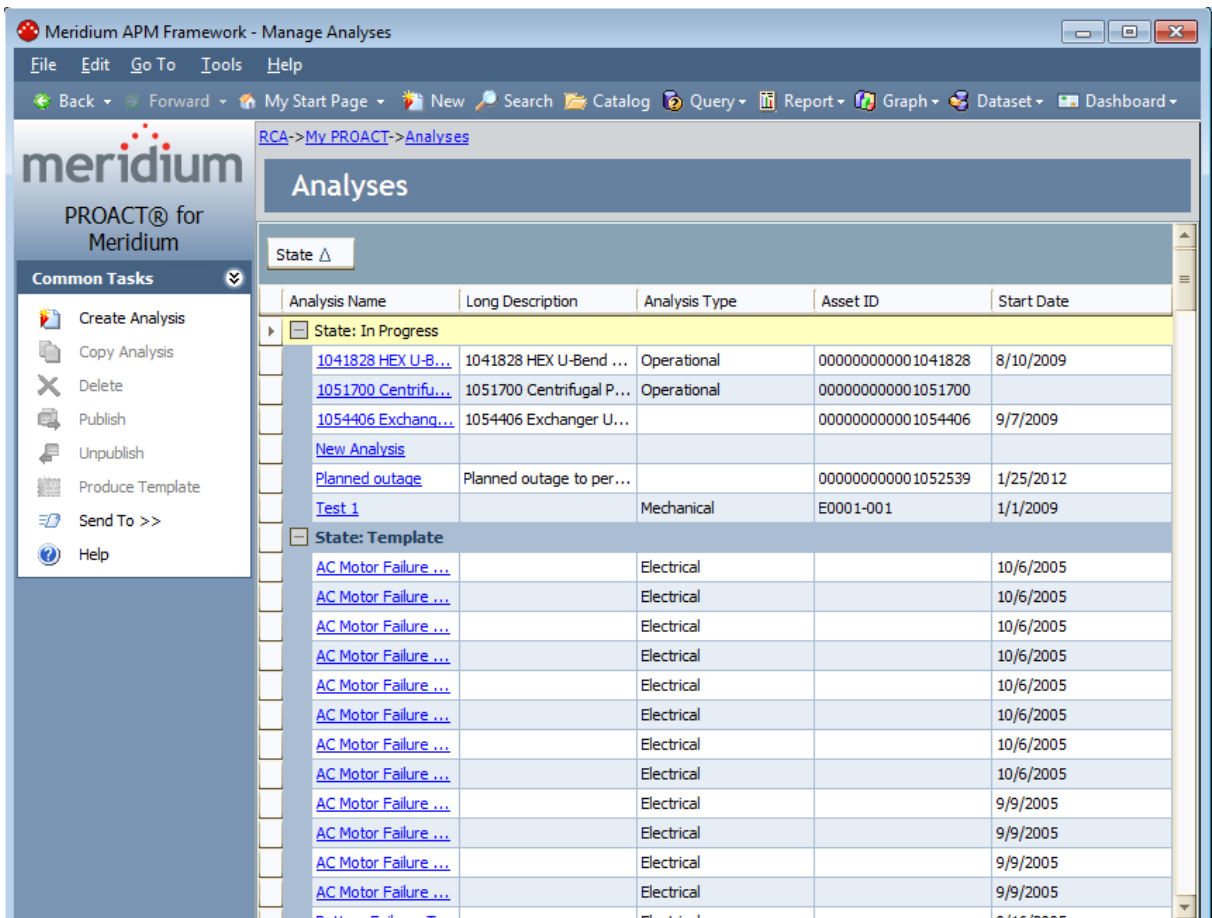 Meridium APM Framework - Manage Analyses
File Edit Go To Tools Help
Back Forward My Start Page New Search Catalog Query Report Graph Dataset Dashboard
meridium
PROACT® for
Meridium
Common Tasks
Create Analysis
Copy Analysis
Delete
Publish
Unpublish
Produce Template
Send To >>
Help
RCA->My PROACT->Analyses
Analyses
State
Analysis Name Long Description Analysis Type Asset ID Start Date
State: In Progress
1041828 HEX U-B... 1041828 HEX U-Bend ... Operational 000000000001041828 8/10/2009
1051700 Centrifu... 1051700 Centrifugal P... Operational 000000000001051700
1054406 Exchang... 1054406 Exchanger U... 000000000001054406 9/7/2009
New Analysis
Planned outage Planned outage to per... 000000000001052539 1/25/2012
Test 1 Mechanical E0001-001 1/1/2009
State: Template
AC Motor Failure ... Electrical 10/6/2005
AC Motor Failure ... Electrical 10/6/2005
AC Motor Failure ... Electrical 10/6/2005
AC Motor Failure ... Electrical 10/6/2005
AC Motor Failure ... Electrical 10/6/2005
AC Motor Failure ... Electrical 10/6/2005
AC Motor Failure ... Electrical 10/6/2005
AC Motor Failure ... Electrical 10/6/2005
AC Motor Failure ... Electrical 9/9/2005
AC Motor Failure ... Electrical 9/9/2005
AC Motor Failure ... Electrical 9/9/2005
AC Motor Failure ... Electrical 9/9/2005